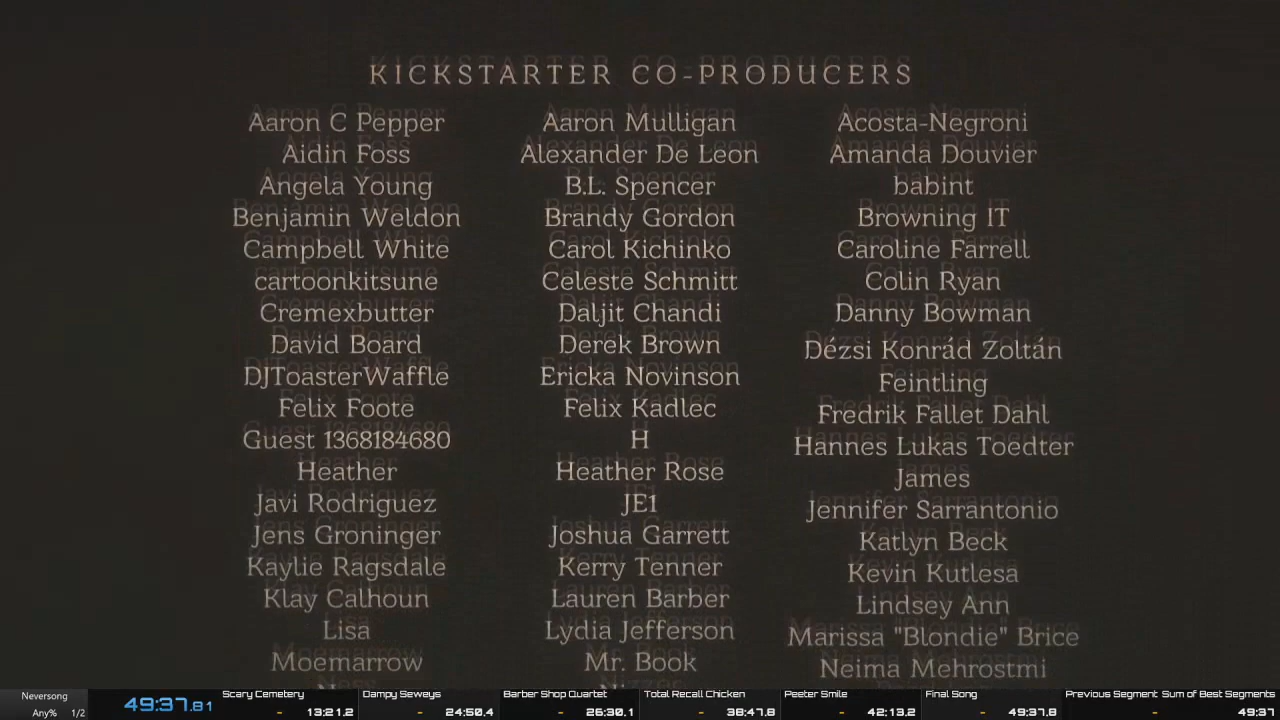 KICKSTARTER CO-PRODUCERS
Aaron C Pepper Aaron Mulligan Acosta-Negroni
Aidin Foss Alexander De Leon Amanda Douvier
Angela Young B.L. Spencer babint
Benjamin Weldon Brandy Gordon Browning IT
Campbell White Carol Kichinko Caroline Farrell
cartoonkitsune Celeste Schmitt Colin Ryan
Cremexbutter Daljit Chandi Danny Bowman
David Board Derek Brown Dézsi Konrád Zoltán
DJToasterWaffle Ericka Novinson Feintling
Felix Foote Felix Kadlec Fredrik Fallet Dahl
Guest 1368184680 H Hannes Lukas Toedter
Heather Heather Rose James
Javi Rodriguez JE1 Jennifer Sarrantonio
Jens Groninger Joshua Garrett Katlyn Beck
Kaylie Ragsdale Kerry Tenner Kevin Kutlesa
Klay Calhoun Lauren Barber Lindsey Ann
Lisa Lydia Jefferson Marissa "Blondie" Brice
Moemarrow Mr. Book Neima Mehrostmi
Neversong Scary Cemetery Dampy Seweys Barber Shop Quartet Total Recall Chicken Peeter Smile Final Song Previous Segment Sum of Best Segments
Any% 1/2 49:37.81 - 13:21.2 - 24:50.4 - 26:30.1 - 38:47.8 - 42:13.2 - 49:37.8 - 49:37